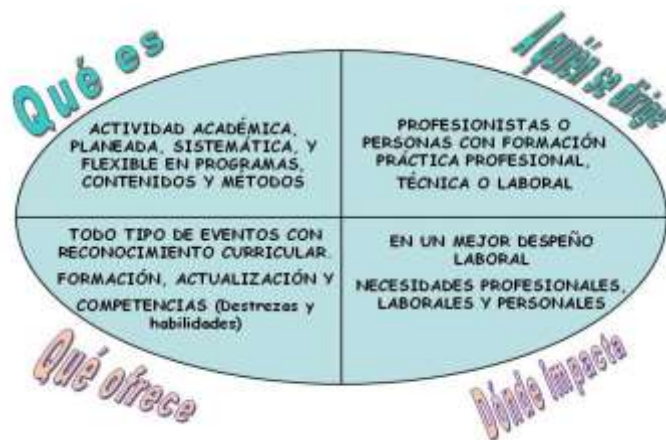 Qué es
A quién se dirige
ACTIVIDAD ACADÉMICA,
PLANEADA, SISTEMÁTICA, Y
FLEXIBLE EN PROGRAMAS,
CONTENIDOS Y MÉTODOS
PROFESIONISTAS O
PERSONAS CON FORMACIÓN
PRÁCTICA PROFESIONAL,
TÉCNICA O LABORAL
TODO TIPO DE EVENTOS CON
RECONOCIMIENTO CURRICULAR.
FORMACIÓN, ACTUALIZACIÓN Y
COMPETENCIAS (Destrezas y
habilidades)
EN UN MEJOR DESPEÑO
LABORAL
NECESIDADES PROFESIONALES,
LABORALES Y PERSONALES
Qué ofrece
Dónde impacta